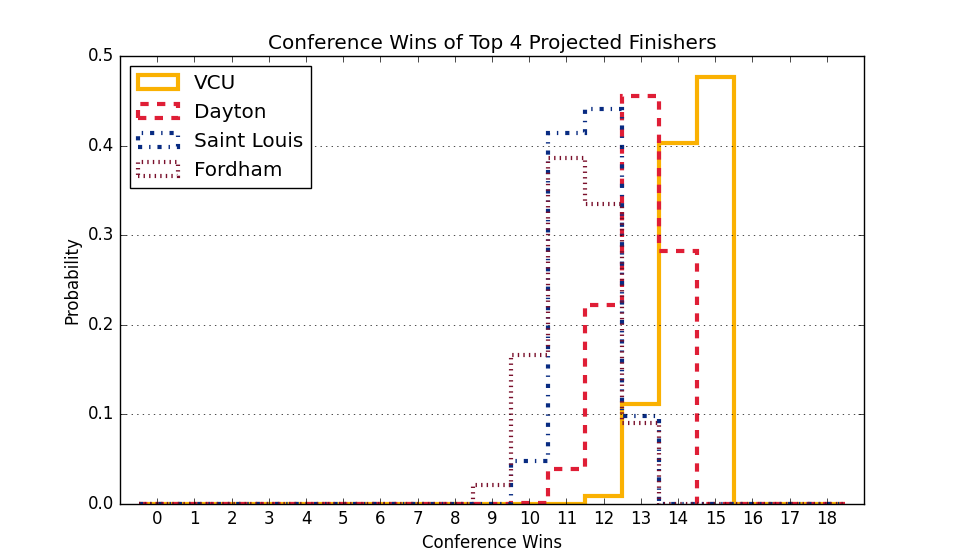 Conference Wins of Top 4 Projected Finishers
0.5
0.4
0.3
0.2
0.1
0.0
Probability
VCU
Dayton
Saint Louis
Fordham
0 1 2 3 4 5 6 7 8 9 10 11 12 13 14 15 16 17 18
Conference Wins